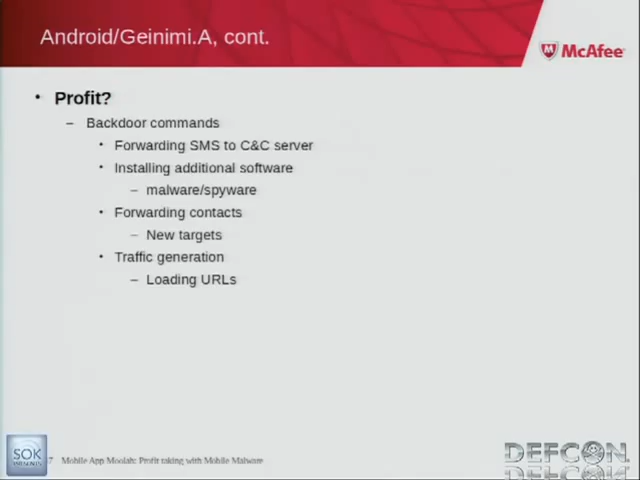 Android/Geinimi.A, cont.
McAfee
• Profit?
– Backdoor commands
• Forwarding SMS to C&C server
• Installing additional software
– malware/spyware
• Forwarding contacts
– New targets
• Traffic generation
– Loading URLs
SOK
7 Mobile App Moolah: Profit taking with Mobile Malware
DEFCON